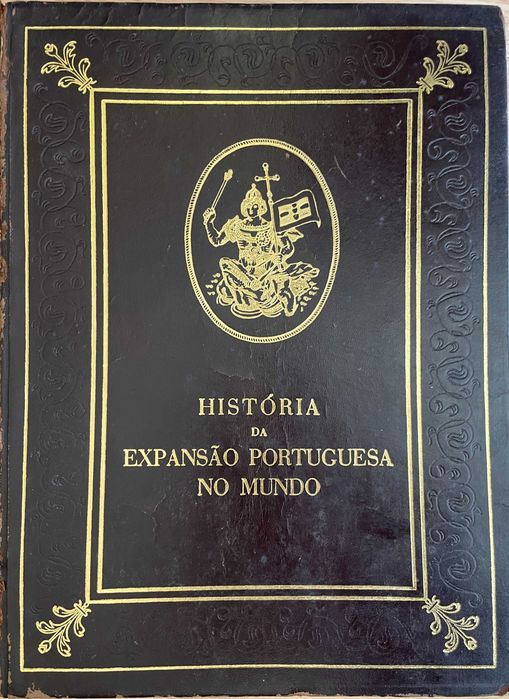 HISTÓRIA
DA
EXPANSÃO PORTUGUESA
NO MUNDO